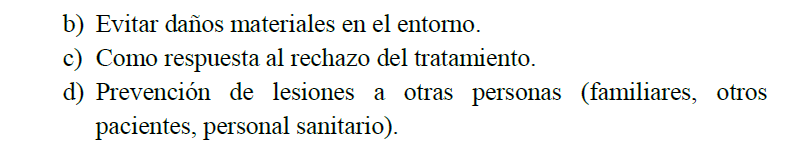 b) Evitar daños materiales en el entorno.
c) Como respuesta al rechazo del tratamiento.
d) Prevención de lesiones a otras personas (familiares, otros
pacientes, personal sanitario).